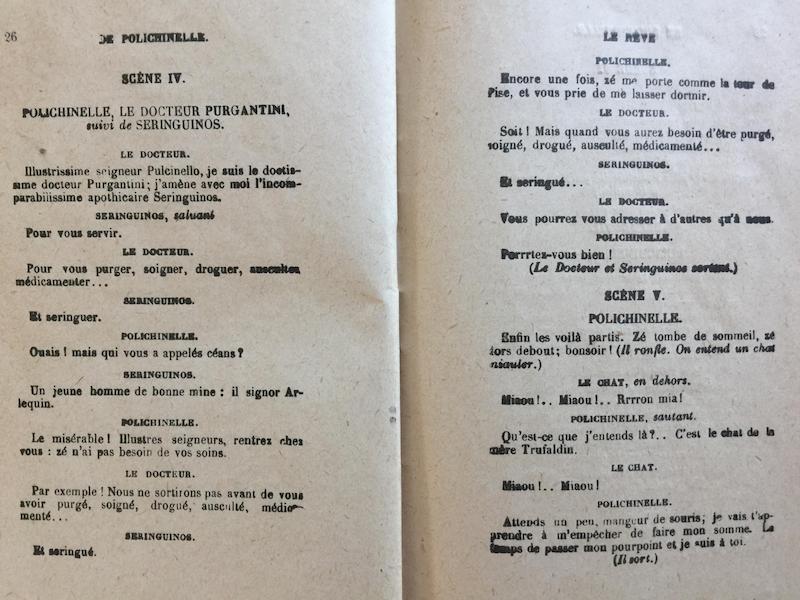 26
DE POLICHINELLE.
SCÈNE IV.
POLICHINELLE, LE DOCTEUR PURGANTINI,
suivi de SERINGUINOS.
LE DOCTEUR.
Illustrissime seigneur Pulcinello, je suis le doctis-
sime docteur Purgantini; j'amène avec moi l'incom-
parabilissime apothicaire Seringuinos.
SERINGUINOS, saluant
Pour vous servir.
LE DOCTEUR.
Pour vous purger, soigner, droguer, ausculter
médicamenter...
SERINGUINOS.
Et seringuer.
POLICHINELLE.
Ouais! mais qui vous a appelés céans?
SERINGUINOS.
Un jeune homme de bonne mine : il signor Ar-
lequin.
POLICHINELLE.
Le misérable! Illustres seigneurs, rentrez chez
vous : zé n'ai pas besoin de vos soins.
LE DOCTEUR.
Par exemple! Nous ne sortirons pas avant de vous
avoir purgé, soigné, drogué, ausculté, médica-
menté...
SERINGUINOS.
Et seringué.
LE RÊVE
POLICHINELLE.
Encore une fois, zé me porte comme la tour de
Pise, et vous prie de me laisser dormir.
LE DOCTEUR.
Soit! Mais quand vous aurez besoin d'être purgé,
soigné, drogué, ausculté, médicamenté...
SERINGUINOS.
Et seringué...
LE DOCTEUR.
Vous pourrez vous adresser à d'autres qu'à nous.
POLICHINELLE.
Porrrtez-vous bien!
(Le Docteur et Seringuinos sortent.)
SCÈNE V.
POLICHINELLE.
Enfin les voilà partis. Zé tombe de sommeil, zé
dors debout; bonsoir! (Il ronfle. On entend un chat
miauler.)
LE CHAT, en dehors.
Miaou!.. Miaou!.. Rrrron mia!
POLICHINELLE, sautant.
Qu'est-ce que j'entends là?.. C'est le chat de la
mère Trufaldin.
LE CHAT.
Miaou!.. Miaou!
POLICHINELLE.
Attends un peu, mangeur de souris; je vais t'ap-
prendre à m'empêcher de faire mon somme. Le
temps de passer mon pourpoint et je suis à toi.
(Il sort.)